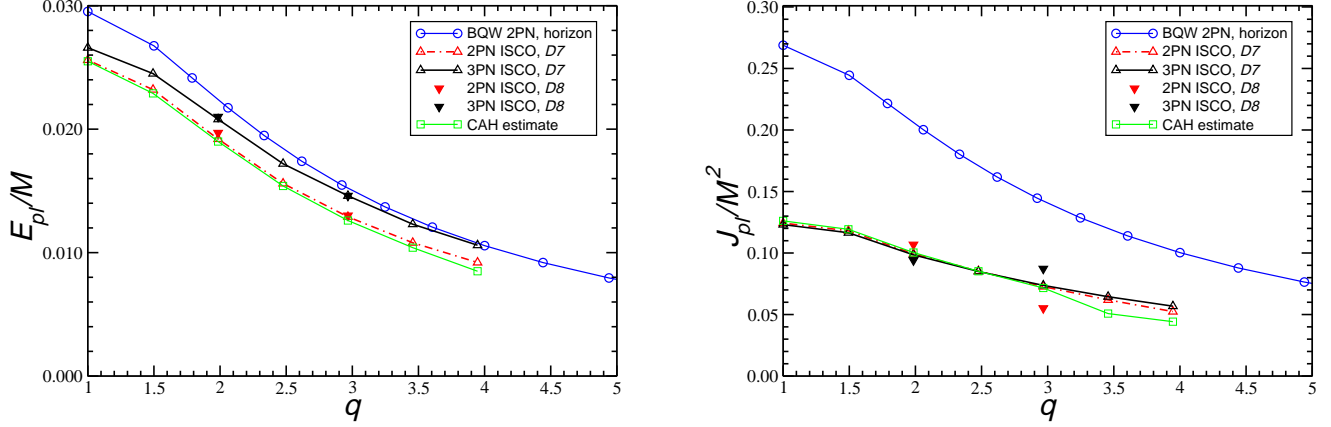 E_pl/M
0.030
0.020
0.010
0.000
1
1.5
2
2.5
3
3.5
4
4.5
5
q
BQW 2PN, horizon
2PN ISCO, D7
3PN ISCO, D7
2PN ISCO, D8
3PN ISCO, D8
CAH estimate
J_pl/M²
0.30
0.25
0.20
0.15
0.10
0.05
0.00
1
1.5
2
2.5
3
3.5
4
4.5
5
q
BQW 2PN, horizon
2PN ISCO, D7
3PN ISCO, D7
2PN ISCO, D8
3PN ISCO, D8
CAH estimate